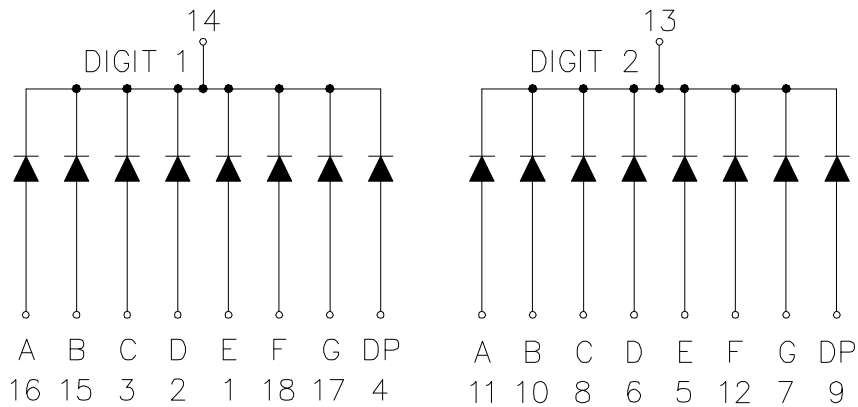 14 13
DIGIT 1 DIGIT 2
A B C D E F G DP A B C D E F G DP
16 15 3 2 1 18 17 4 11 10 8 6 5 12 7 9